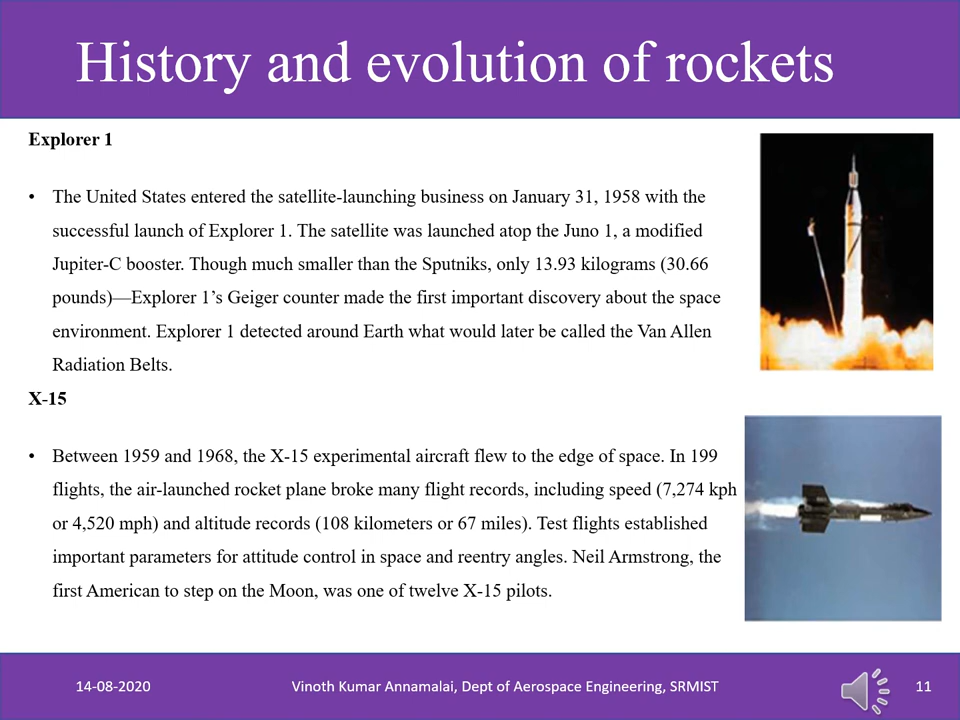 History and evolution of rockets
Explorer 1
• The United States entered the satellite-launching business on January 31, 1958 with the
successful launch of Explorer 1. The satellite was launched atop the Juno 1, a modified
Jupiter-C booster. Though much smaller than the Sputniks, only 13.93 kilograms (30.66
pounds)—Explorer 1’s Geiger counter made the first important discovery about the space
environment. Explorer 1 detected around Earth what would later be called the Van Allen
Radiation Belts.
X-15
• Between 1959 and 1968, the X-15 experimental aircraft flew to the edge of space. In 199
flights, the air-launched rocket plane broke many flight records, including speed (7,274 kph
or 4,520 mph) and altitude records (108 kilometers or 67 miles). Test flights established
important parameters for attitude control in space and reentry angles. Neil Armstrong, the
first American to step on the Moon, was one of twelve X-15 pilots.
14-08-2020
Vinoth Kumar Annamalai, Dept of Aerospace Engineering, SRMIST
11